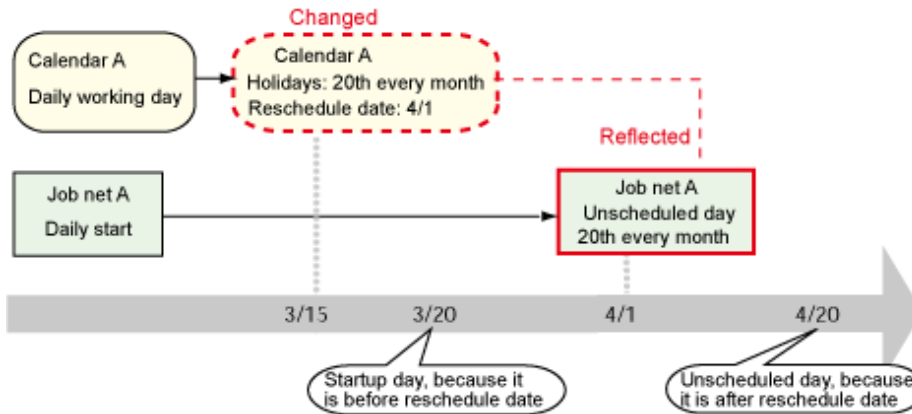 Changed
Calendar A
Daily working day
Calendar A
Holidays: 20th every month
Reschedule date: 4/1
Reflected
Job net A
Daily start
Job net A
Unscheduled day
20th every month
3/15
3/20
4/1
4/20
Startup day, because it
is before reschedule date
Unscheduled day, because
it is after reschedule date